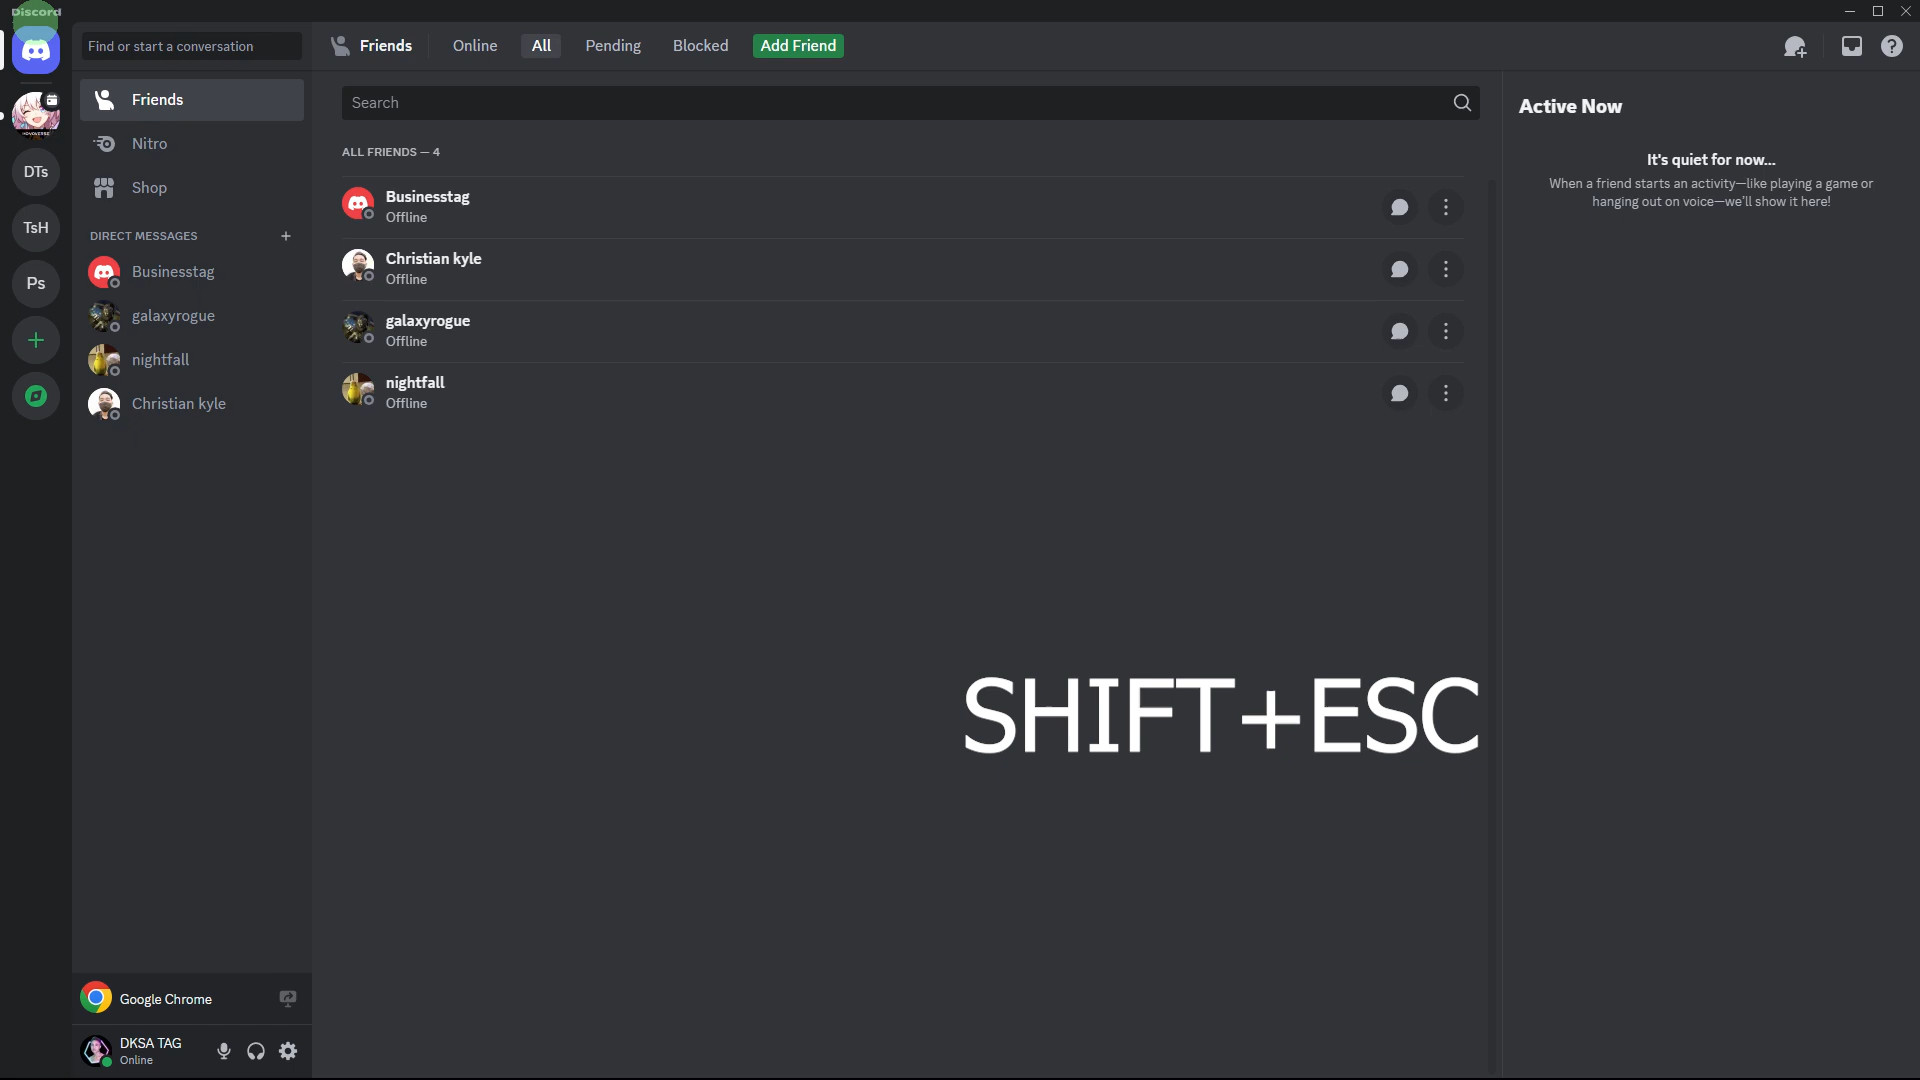 Discord
Find or start a conversation
Friends
Online
All
Pending
Blocked
Add Friend
Friends
Nitro
Shop
DIRECT MESSAGES
Businesstag
galaxyrogue
nightfall
Christian kyle
HOYOVERSE
DTs
TsH
Ps
Search
ALL FRIENDS — 4
Businesstag
Offline
Christian kyle
Offline
galaxyrogue
Offline
nightfall
Offline
SHIFT+ESC
Active Now
It's quiet for now...
When a friend starts an activity—like playing a game or
hanging out on voice—we'll show it here!
Google Chrome
DKSA TAG
Online